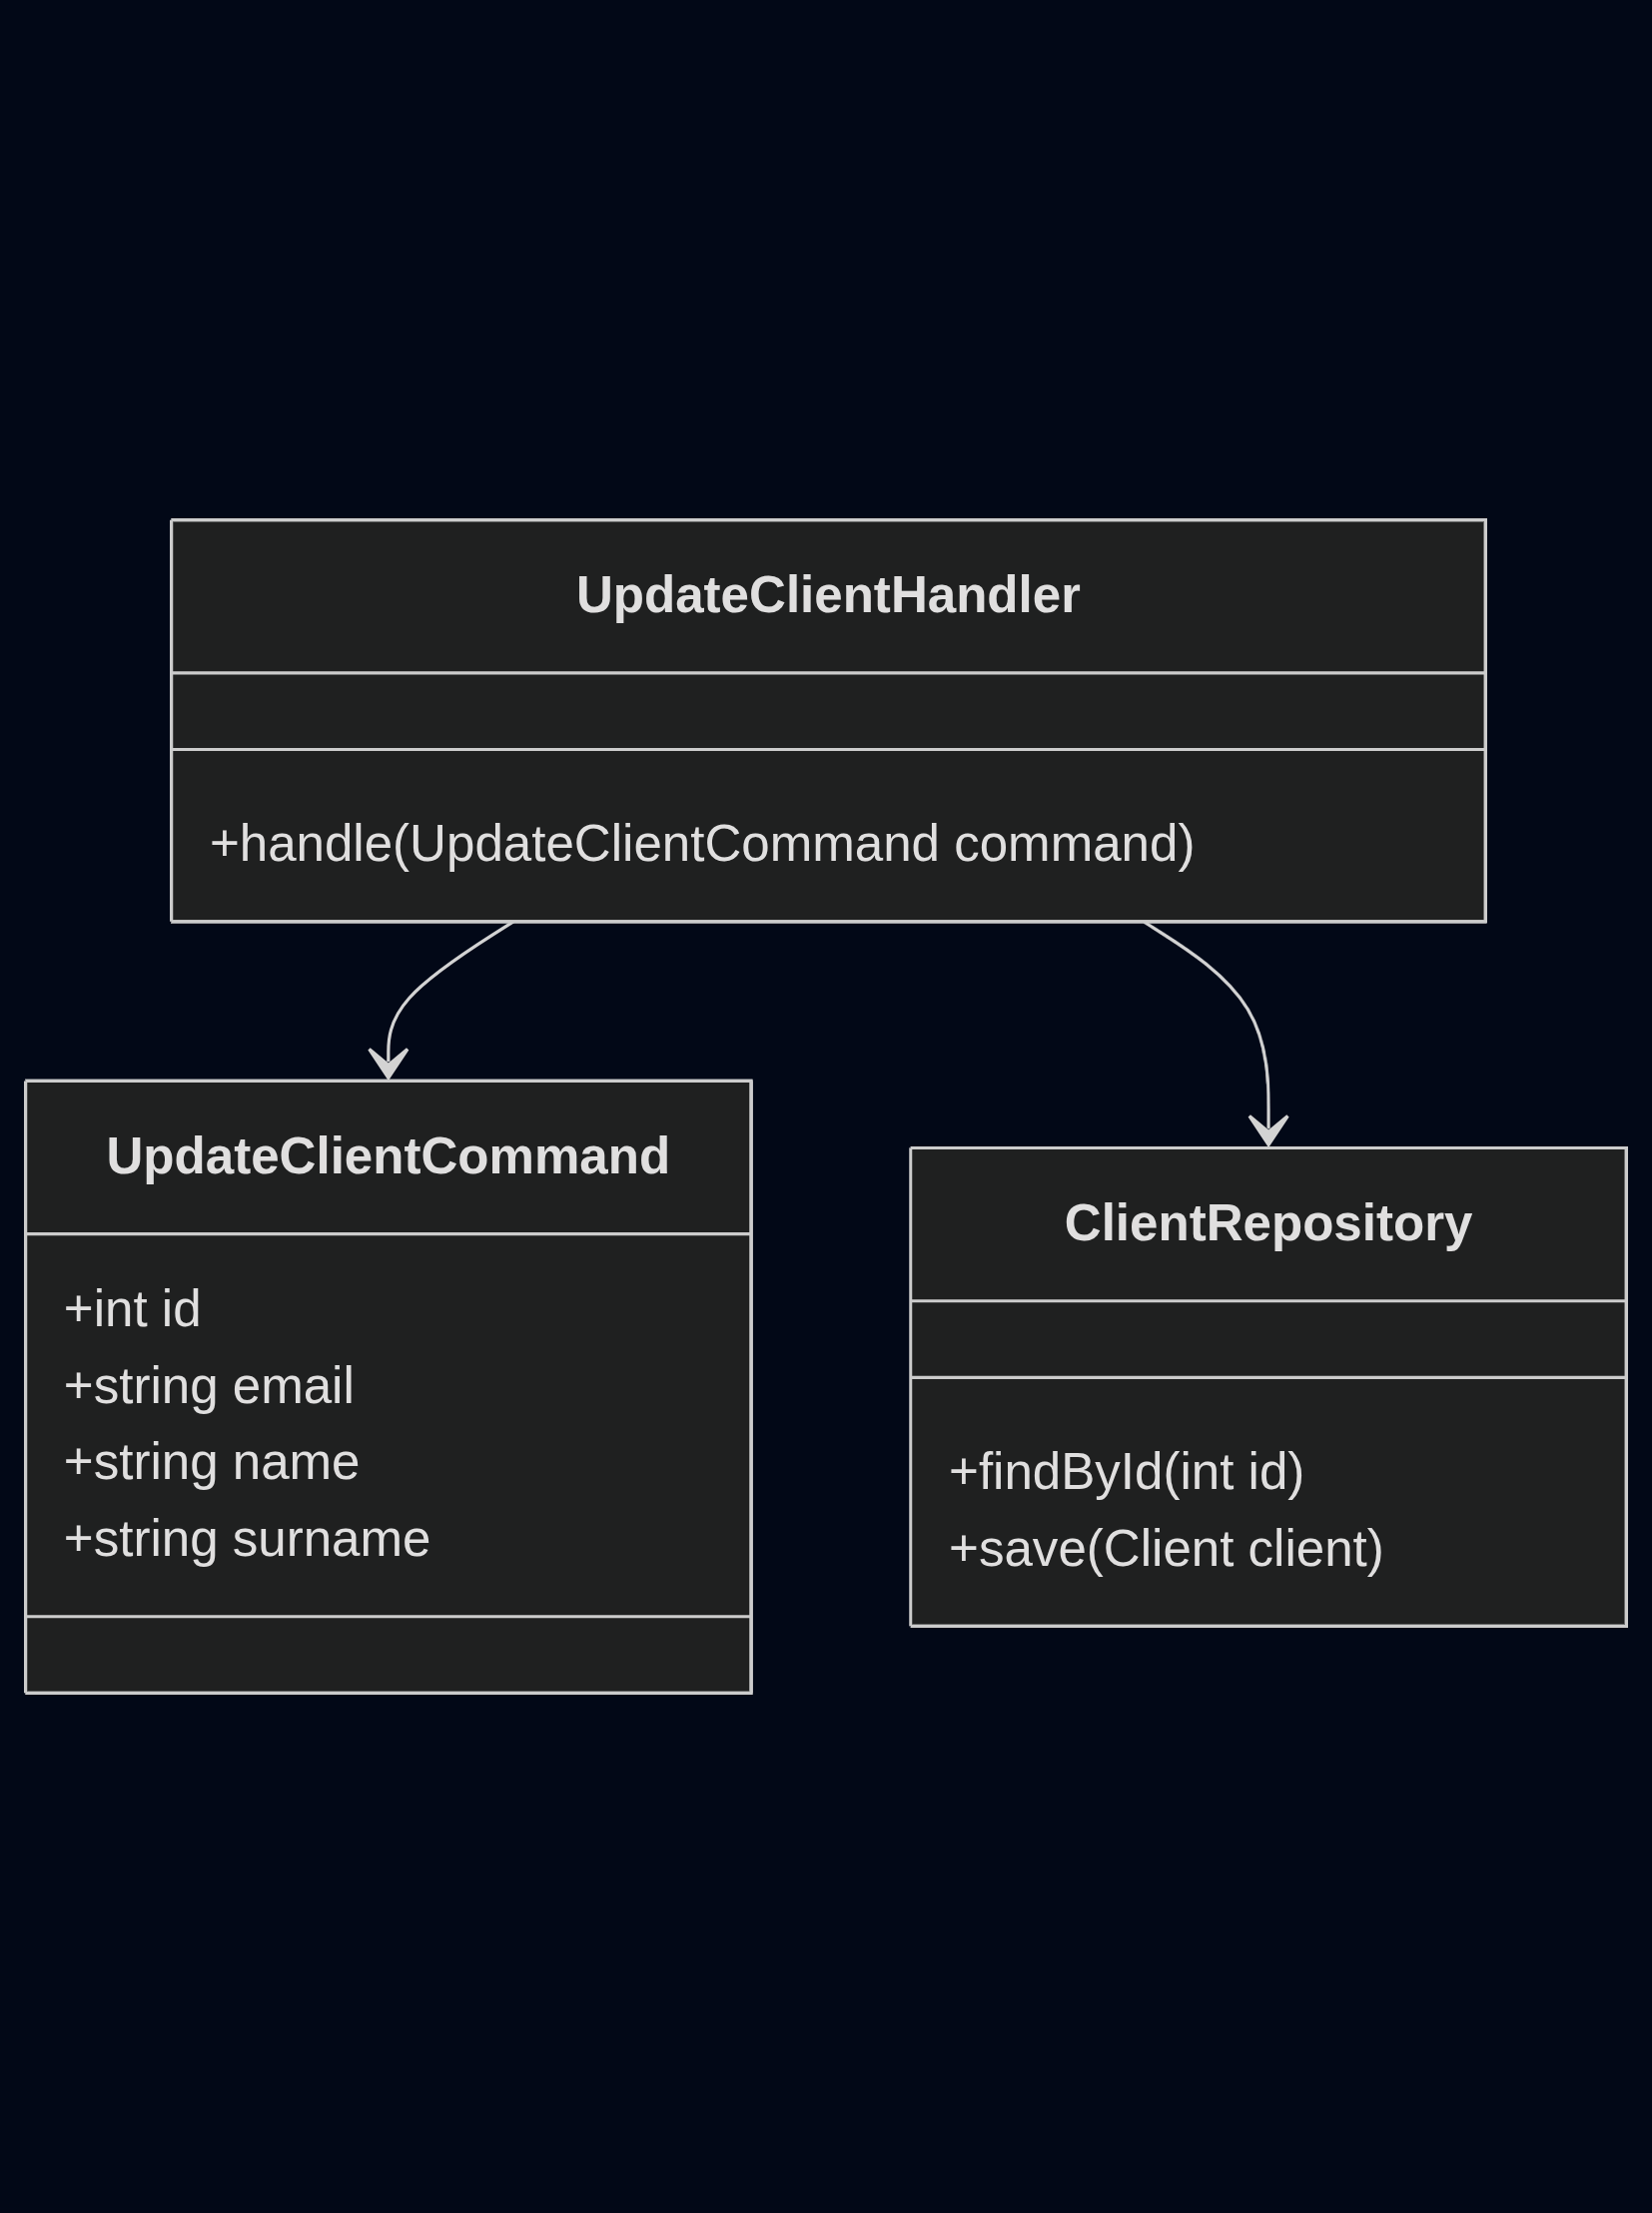 UpdateClientHandler
+handle(UpdateClientCommand command)
UpdateClientCommand
+int id
+string email
+string name
+string surname
ClientRepository
+findById(int id)
+save(Client client)